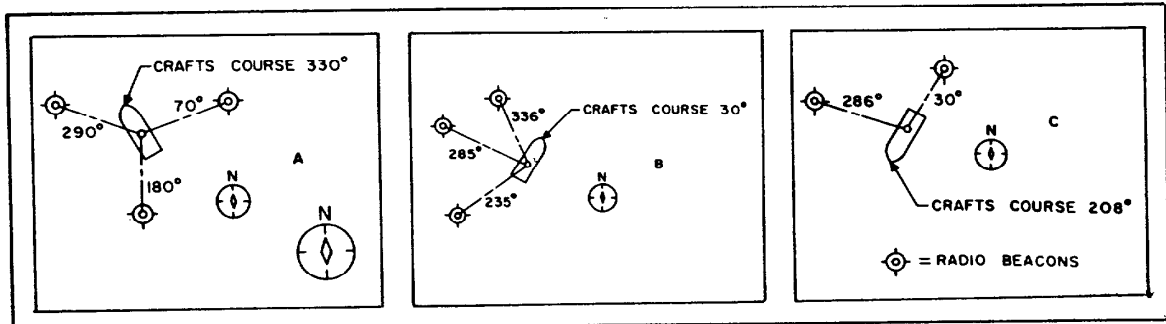 CRAFTS COURSE 330°
70°
290°
180°
A
N
N
CRAFTS COURSE 30°
336°
285°
235°
B
N
286°
30°
C
N
CRAFTS COURSE 208°
= RADIO BEACONS